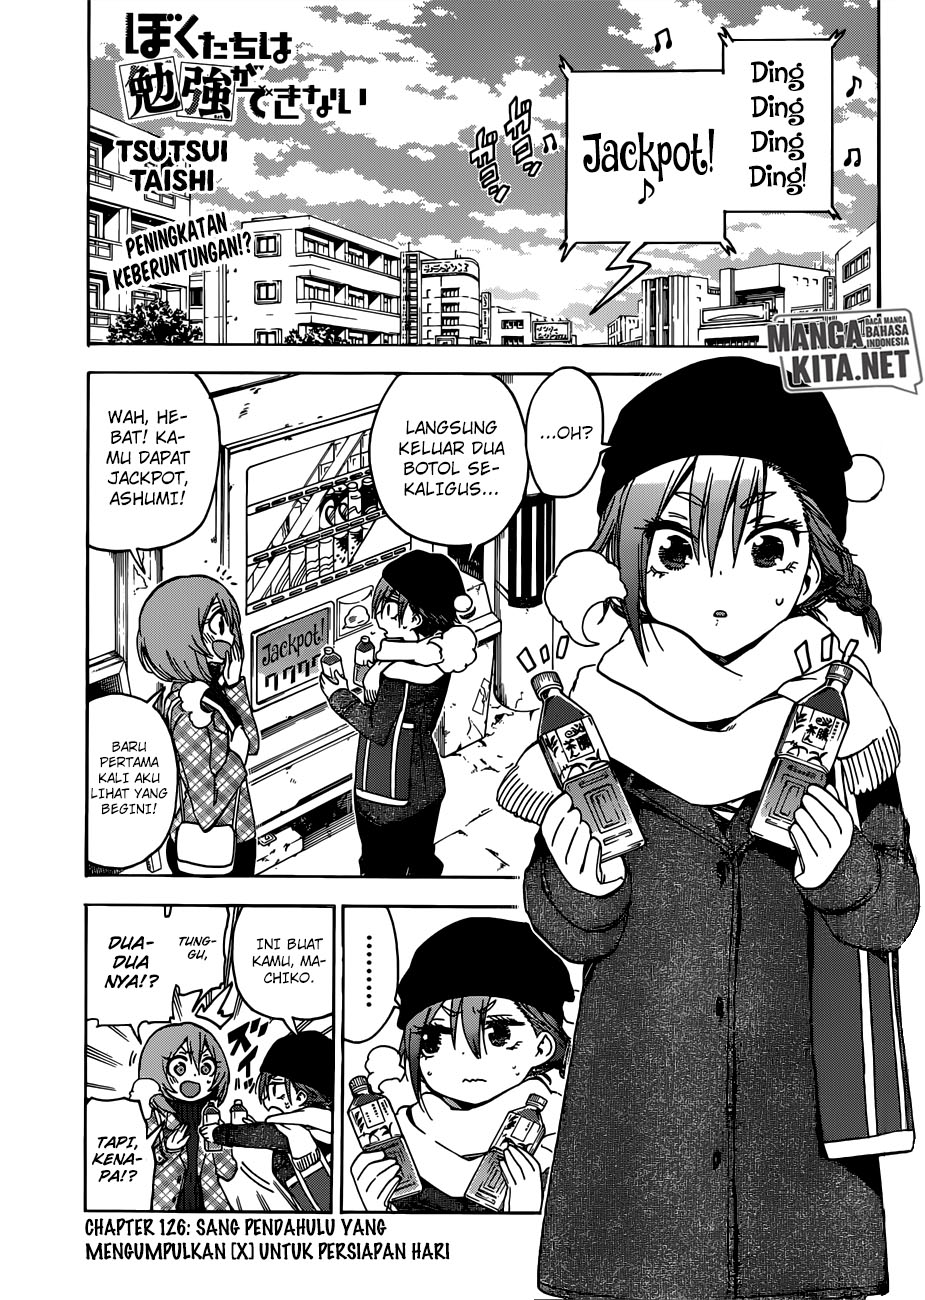 ぼくたちは
勉強ができない
TSUTSUI
TAISHI
PENINGKATAN
KEBERUNTUNGAN!?
Ding
Ding
Ding
Ding!
Jackpot!
MANGA
KITA.NET
BACA MANGA
BAHASA
INDONESIA
...OH?
LANGSUNG
KELUAR DUA
BOTOL SE-
KALIGUS...
WAH, HE-
BAT! KA-
MU DAPAT
JACKPOT,
ASHUMI!
Jackpot!
7777
BARU
PERTAMA
KALI AKU
LIHAT YANG
BEGINI!
INI BUAT
KAMU, MA-
CHIKO.
TUNG-
GU,
DUA-
DUA
NYA!?
TAPI,
KENA-
PA!?
CHAPTER 126: SANG PENDAHULU YANG
MENGUMPULKAN [X] UNTUK PERSIAPAN HARI